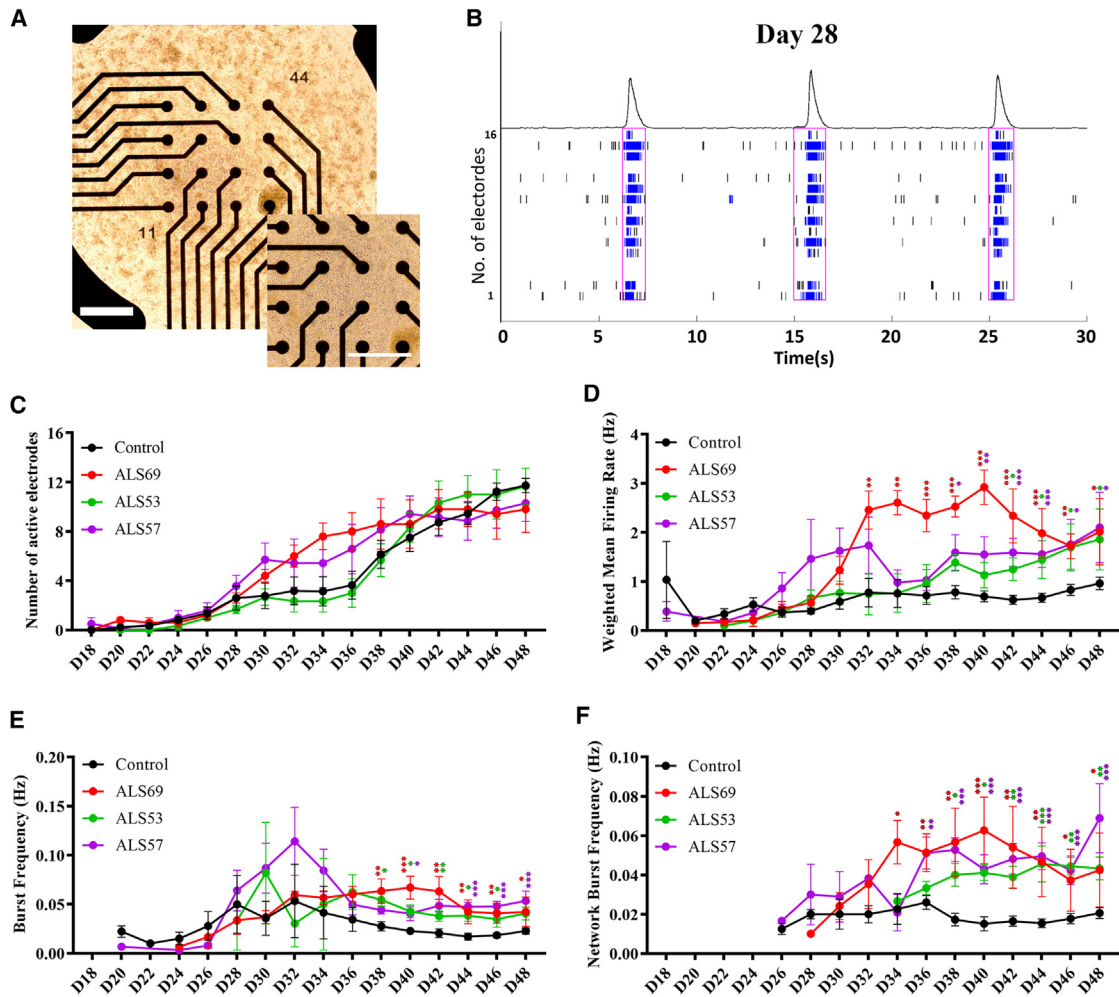 A
44
11
B
Day 28
16
1
No. of electordes
0 5 10 15 20 25 30
Time(s)
C
Number of active electrodes
16
12
8
4
0
Control
ALS69
ALS53
ALS57
D18 D20 D22 D24 D26 D28 D30 D32 D34 D36 D38 D40 D42 D44 D46 D48
D
Weighted Mean Firing Rate (Hz)
4
3
2
1
0
Control
ALS69
ALS53
ALS57
D18 D20 D22 D24 D26 D28 D30 D32 D34 D36 D38 D40 D42 D44 D46 D48
E
Burst Frequency (Hz)
0.20
0.15
0.10
0.05
0.00
Control
ALS69
ALS53
ALS57
D18 D20 D22 D24 D26 D28 D30 D32 D34 D36 D38 D40 D42 D44 D46 D48
F
Network Burst Frequency (Hz)
0.10
0.08
0.06
0.04
0.02
0.00
Control
ALS69
ALS53
ALS57
D18 D20 D22 D24 D26 D28 D30 D32 D34 D36 D38 D40 D42 D44 D46 D48